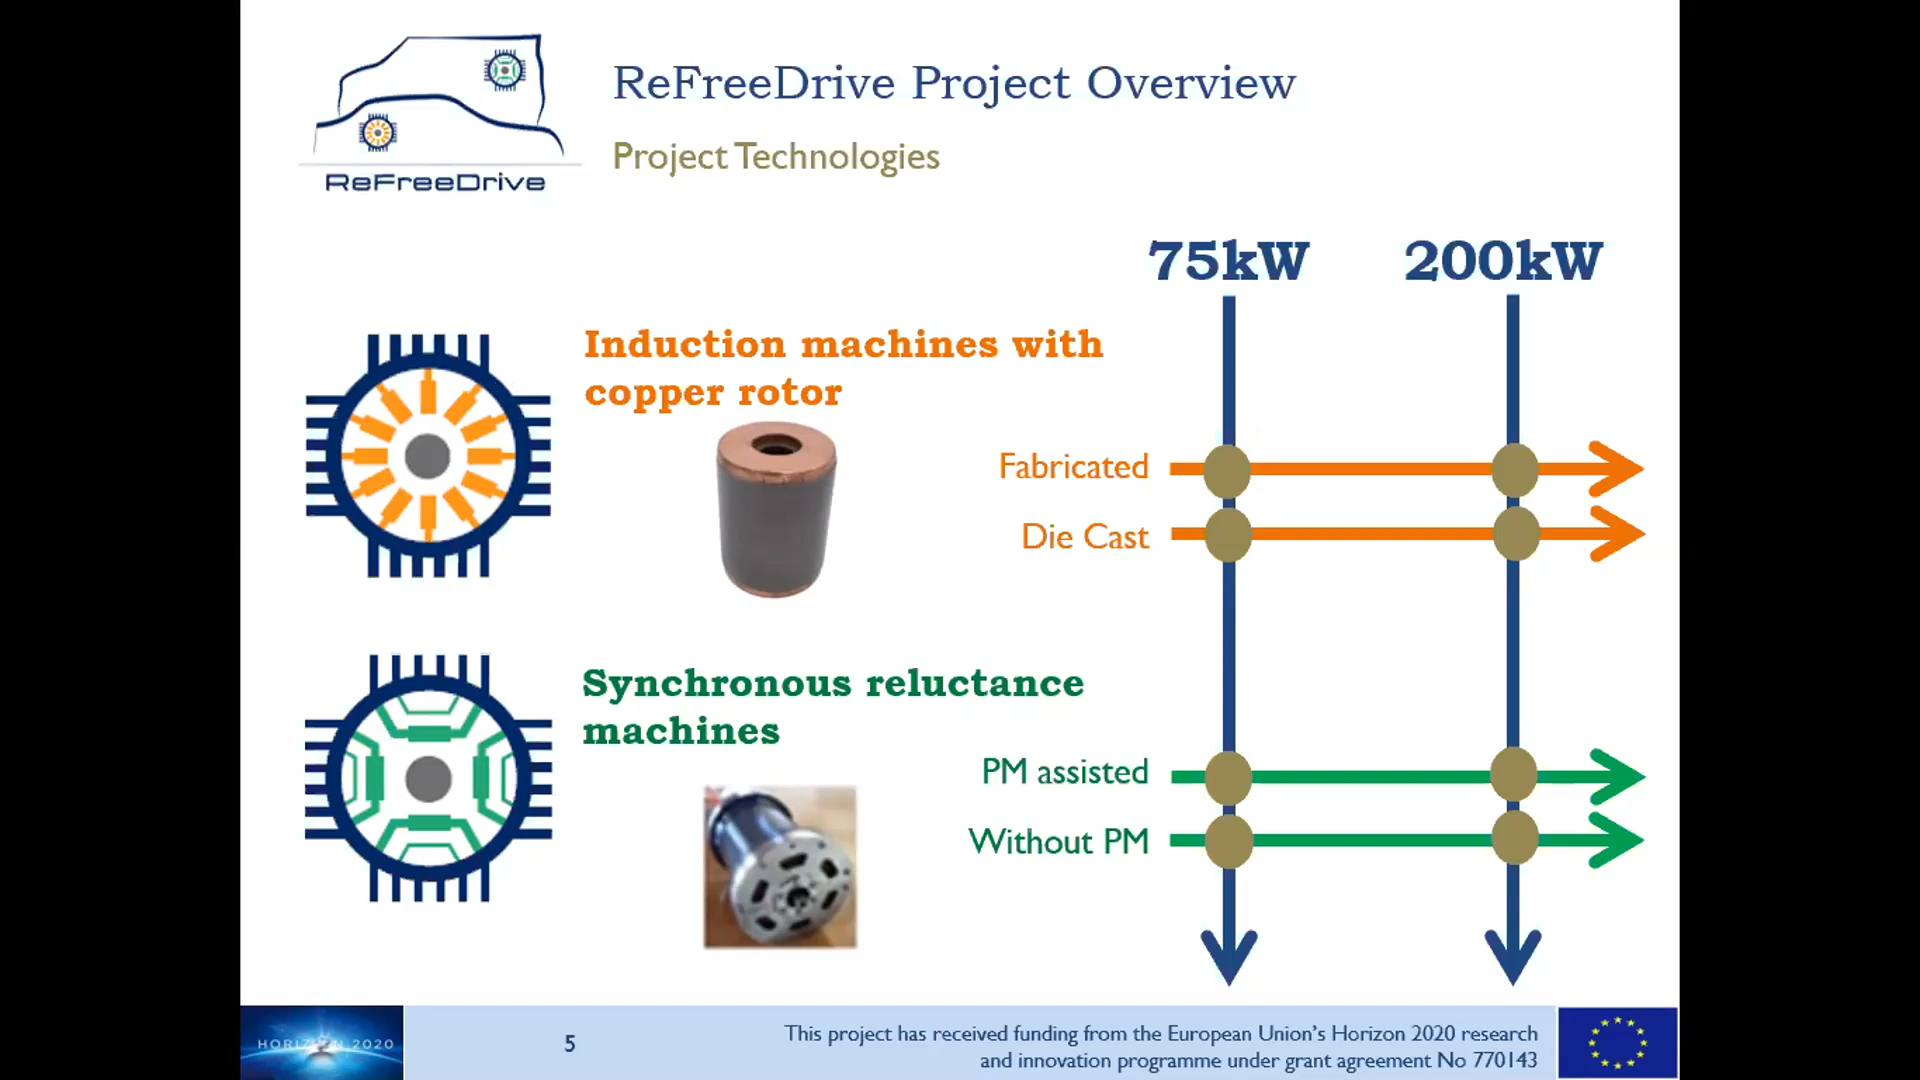 ReFreeDrive Project Overview
Project Technologies
ReFreeDrive
75kW
200kW
Induction machines with
copper rotor
Fabricated
Die Cast
Synchronous reluctance
machines
PM assisted
Without PM
HORIZON 2020
5
This project has received funding from the European Union's Horizon 2020 research
and innovation programme under grant agreement No 770143